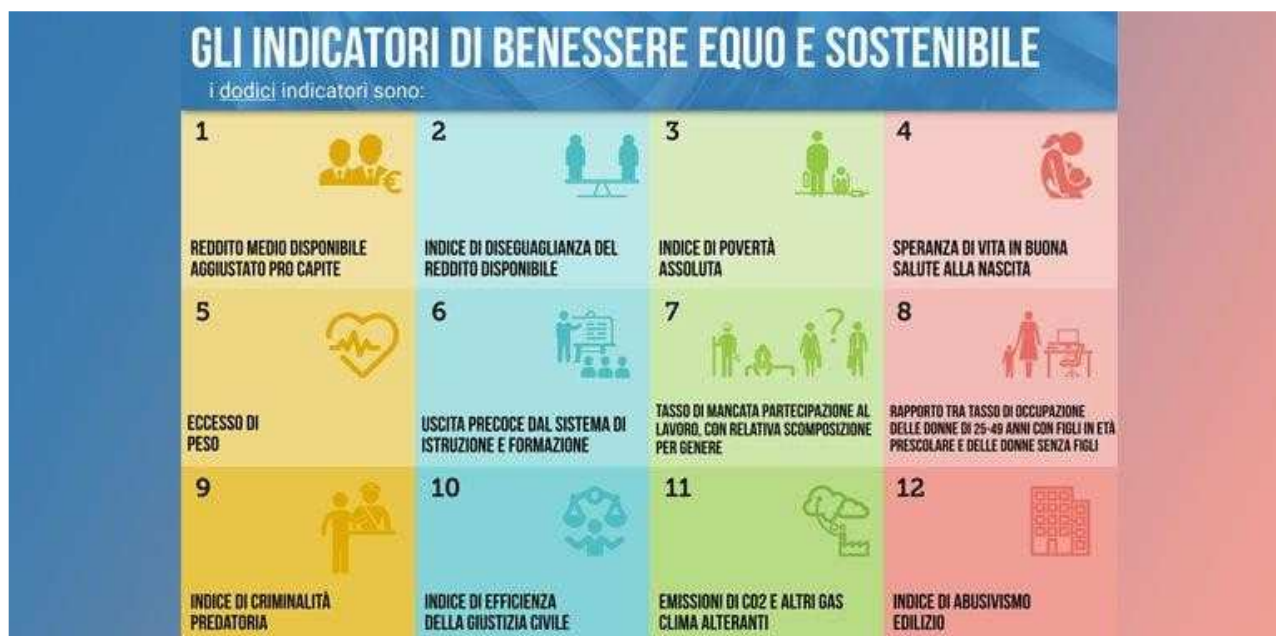 GLI INDICATORI DI BENESSERE EQUO E SOSTENIBILE
i dodici indicatori sono:
1
REDDITO MEDIO DISPONIBILE
AGGIUSTATO PRO CAPITE
2
INDICE DI DISEGUAGLIANZA DEL
REDDITO DISPONIBILE
3
INDICE DI POVERTÀ
ASSOLUTA
4
SPERANZA DI VITA IN BUONA
SALUTE ALLA NASCITA
5
ECCESSO DI
PESO
6
USCITA PRECOCE DAL SISTEMA DI
ISTRUZIONE E FORMAZIONE
7
TASSO DI MANCATA PARTECIPAZIONE AL
LAVORO, CON RELATIVA SCOMPOSIZIONE
PER GENERE
8
RAPPORTO TRA TASSO DI OCCUPAZIONE
DELLE DONNE DI 25-49 ANNI CON FIGLI IN ETÀ
PRESCOLARE E DELLE DONNE SENZA FIGLI
9
INDICE DI CRIMINALITÀ
PREDATORIA
10
INDICE DI EFFICIENZA
DELLA GIUSTIZIA CIVILE
11
EMISSIONI DI CO2 E ALTRI GAS
CLIMA ALTERANTI
12
INDICE DI ABUSIVISMO
EDILIZIO